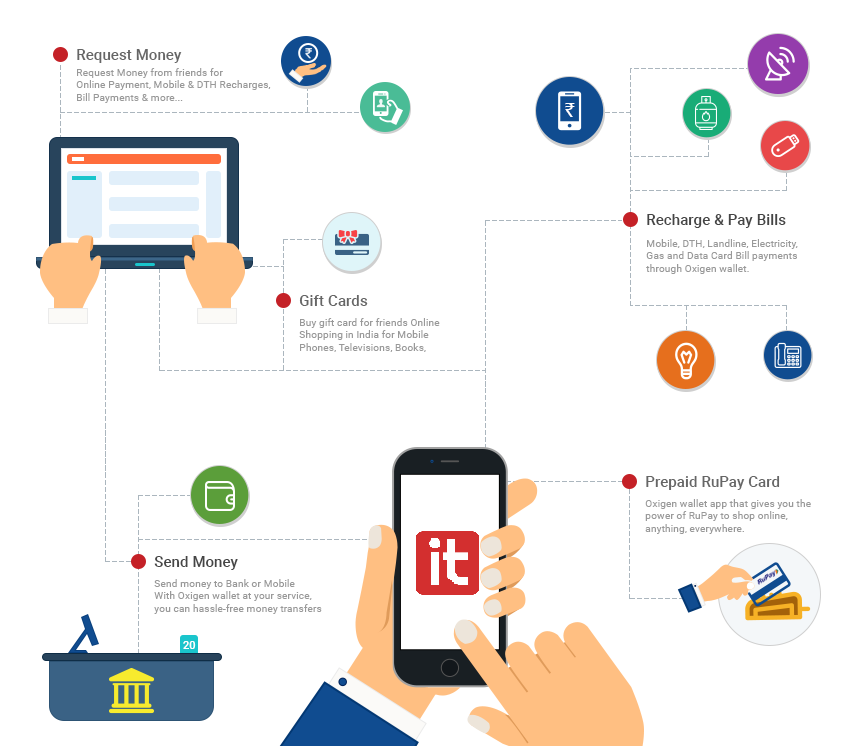 Request Money
Request Money from friends for
Online Payment, Mobile & DTH Recharges,
Bill Payments & more...
₹
₹
Recharge & Pay Bills
Mobile, DTH, Landline, Electricity,
Gas and Data Card Bill payments
through Oxigen wallet.
Gift Cards
Buy gift card for friends Online
Shopping in India for Mobile
Phones, Televisions, Books,
Prepaid RuPay Card
Oxigen wallet app that gives you the
power of RuPay to shop online,
anything, everywhere.
RuPay
it
Send Money
Send money to Bank or Mobile
With Oxigen wallet at your service,
you can hassle-free money transfers
20